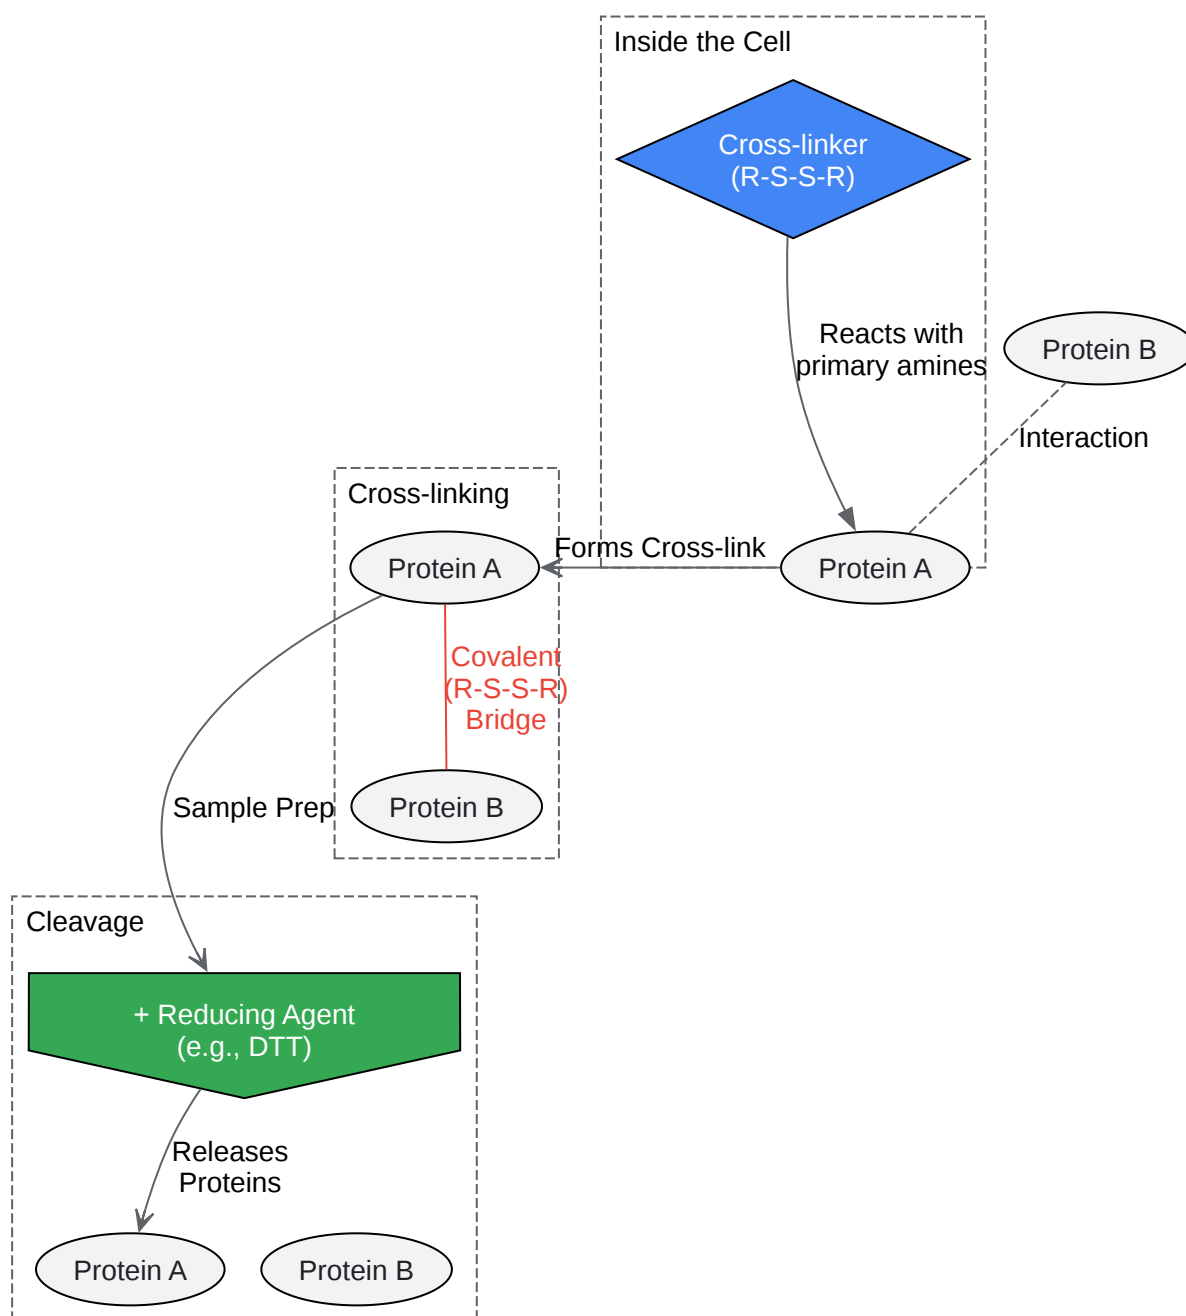 Inside the Cell
Cross-linker
(R-S-S-R)
Reacts with
primary amines
Protein B
Interaction
Cross-linking
Protein A
Forms Cross-link
Protein A
Covalent
(R-S-S-R)
Bridge
Sample Prep
Protein B
Cleavage
+ Reducing Agent
(e.g., DTT)
Releases
Proteins
Protein A
Protein B